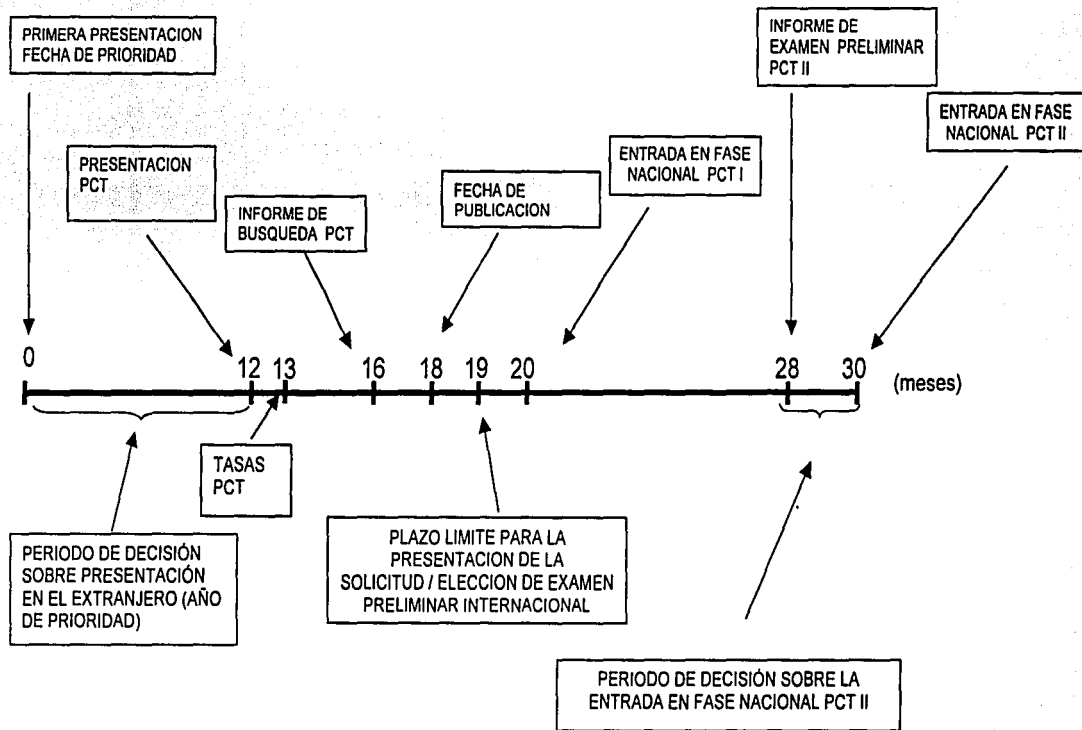 PRIMERA PRESENTACION
FECHA DE PRIORIDAD
INFORME DE
EXAMEN PRELIMINAR
PCT II
ENTRADA EN FASE
NACIONAL PCT II
PRESENTACION
PCT
INFORME DE
BUSQUEDA PCT
FECHA DE
PUBLICACION
ENTRADA EN FASE
NACIONAL PCT I
0 12 13 16 18 19 20 28 30 (meses)
TASAS
PCT
PERIODO DE DECISIÓN
SOBRE PRESENTACIÓN
EN EL EXTRANJERO (AÑO
DE PRIORIDAD)
PLAZO LIMITE PARA LA
PRESENTACION DE LA
SOLICITUD / ELECCION DE EXAMEN
PRELIMINAR INTERNACIONAL
PERIODO DE DECISIÓN SOBRE LA
ENTRADA EN FASE NACIONAL PCT II